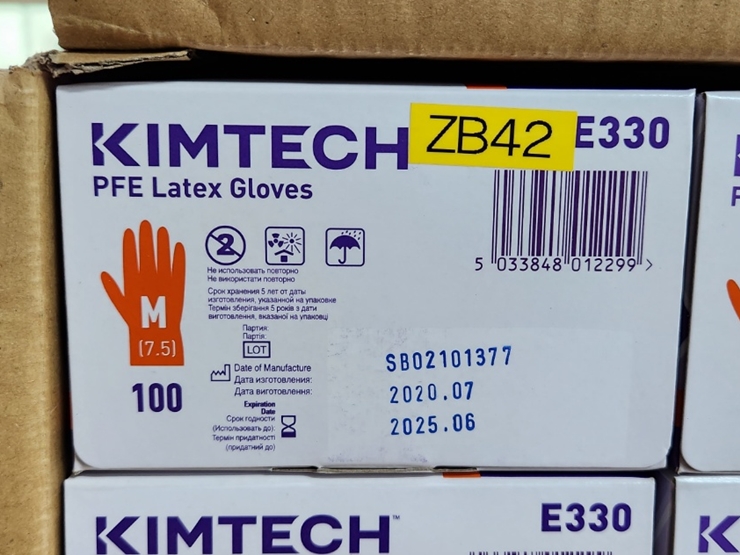 KIMTECH
ZB42
E330
PFE Latex Gloves
5 033848 012299 >
2
Не использовать повторно
Не використати повторно
Срок хранения 5 лет от даты
изготовления, указанной на упаковке
Термін зберігання 5 років з дати
виготовлення, вказаної на упаковці
M
(7.5)
100
Партия:
Партія:
LOT
SB02101377
Date of Manufacture
Дата изготовления:
Дата виготовлення:
2020.07
Expiration
Date
Срок годности
(Использовать до):
Термін придатності
(придатний до)
2025.06
KIMTECH™
E330